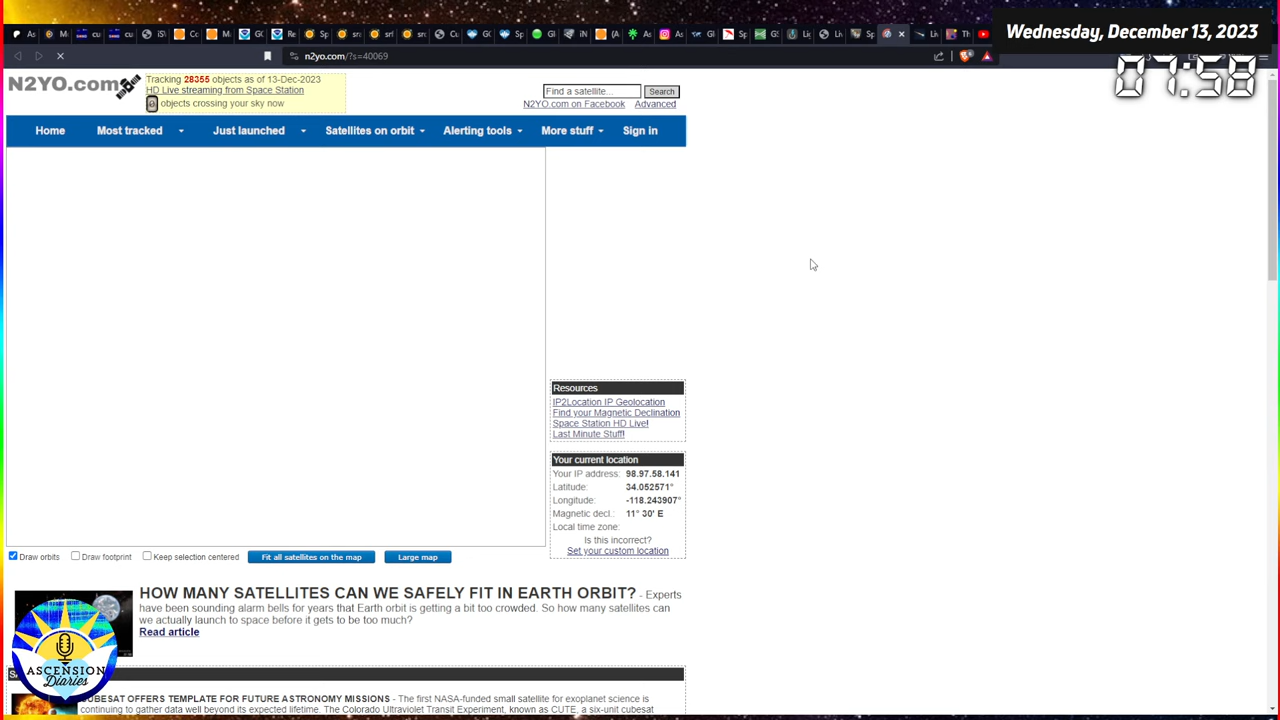 Wednesday, December 13, 2023
07:58
n2yo.com/?s=40069
N2YO.com
Tracking 28355 objects as of 13-Dec-2023
HD Live streaming from Space Station
objects crossing your sky now
Find a satellite... Search
N2YO.com on Facebook Advanced
Home Most tracked Just launched Satellites on orbit Alerting tools More stuff Sign in
Resources
IP2Location IP Geolocation
Find your Magnetic Declination
Space Station HD Live!
Last Minute Stuff!
Your current location
Your IP address: 98.97.58.141
Latitude: 34.052571°
Longitude: -118.243907°
Magnetic decl.: 11° 30' E
Local time zone:
Is this incorrect?
Set your custom location
Draw orbits Draw footprint Keep selection centered Fit all satellites on the map Large map
HOW MANY SATELLITES CAN WE SAFELY FIT IN EARTH ORBIT? - Experts
have been sounding alarm bells for years that Earth orbit is getting a bit too crowded. So how many satellites can
we actually launch to space before it gets to be too much?
Read article
ASCENSION
Diaries
UBESAT OFFERS TEMPLATE FOR FUTURE ASTRONOMY MISSIONS - The first NASA-funded small satellite for exoplanet science is
continuing to gather data well beyond its expected lifetime. The Colorado Ultraviolet Transit Experiment, known as CUTE, a six-unit cubesat